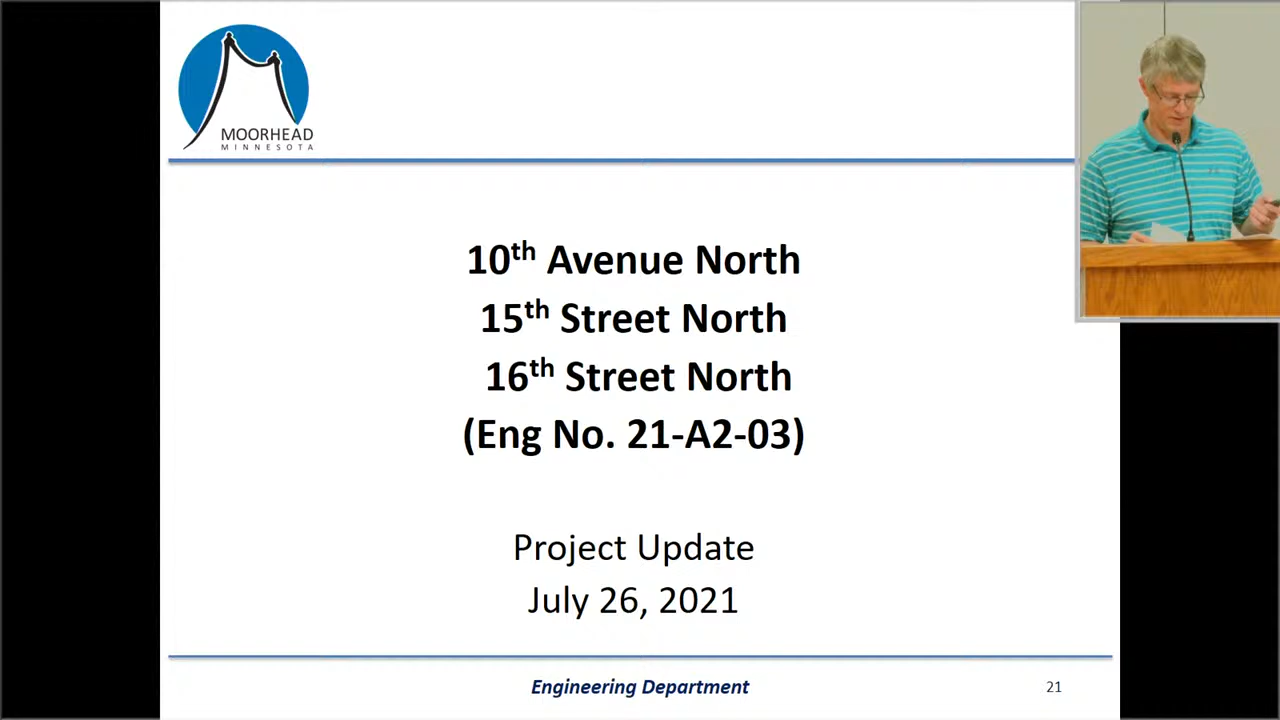 MOORHEAD
MINNESOTA
10th Avenue North
15th Street North
16th Street North
(Eng No. 21-A2-03)
Project Update
July 26, 2021
Engineering Department
21